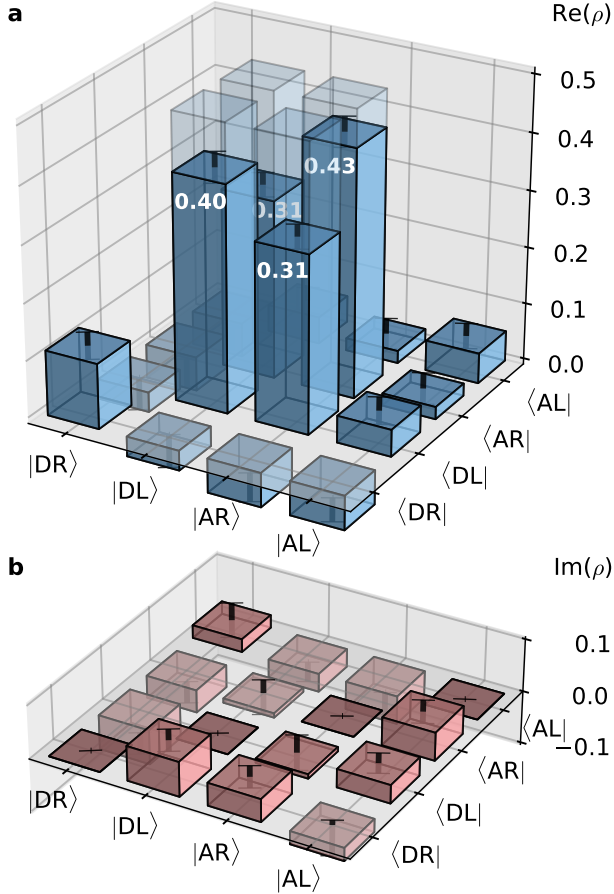 a
Re(ρ)
0.5
0.4
0.3
0.2
0.1
0.0
0.43
0.40
0.31
0.31
⟨AL|
⟨AR|
⟨DL|
⟨DR|
|DR⟩
|DL⟩
|AR⟩
|AL⟩
b
Im(ρ)
0.1
0.0
−0.1
⟨AL|
⟨AR|
⟨DL|
⟨DR|
|DR⟩
|DL⟩
|AR⟩
|AL⟩